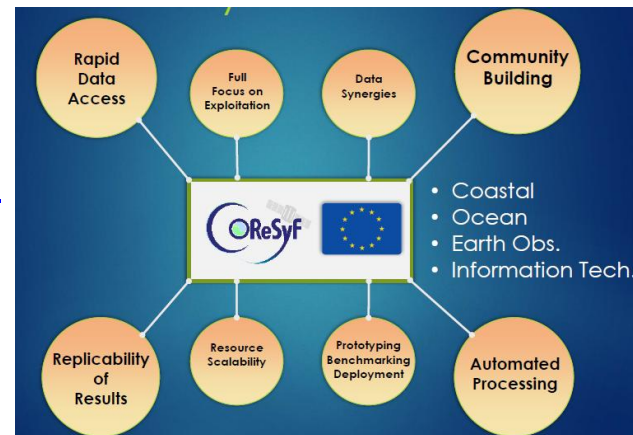 Rapid
Data
Access
Full
Focus on
Exploitation
Data
Synergies
Community
Building
COReSyF
• Coastal
• Ocean
• Earth Obs.
• Information Tech.
Replicability
of
Results
Resource
Scalability
Prototyping
Benchmarking
Deployment
Automated
Processing